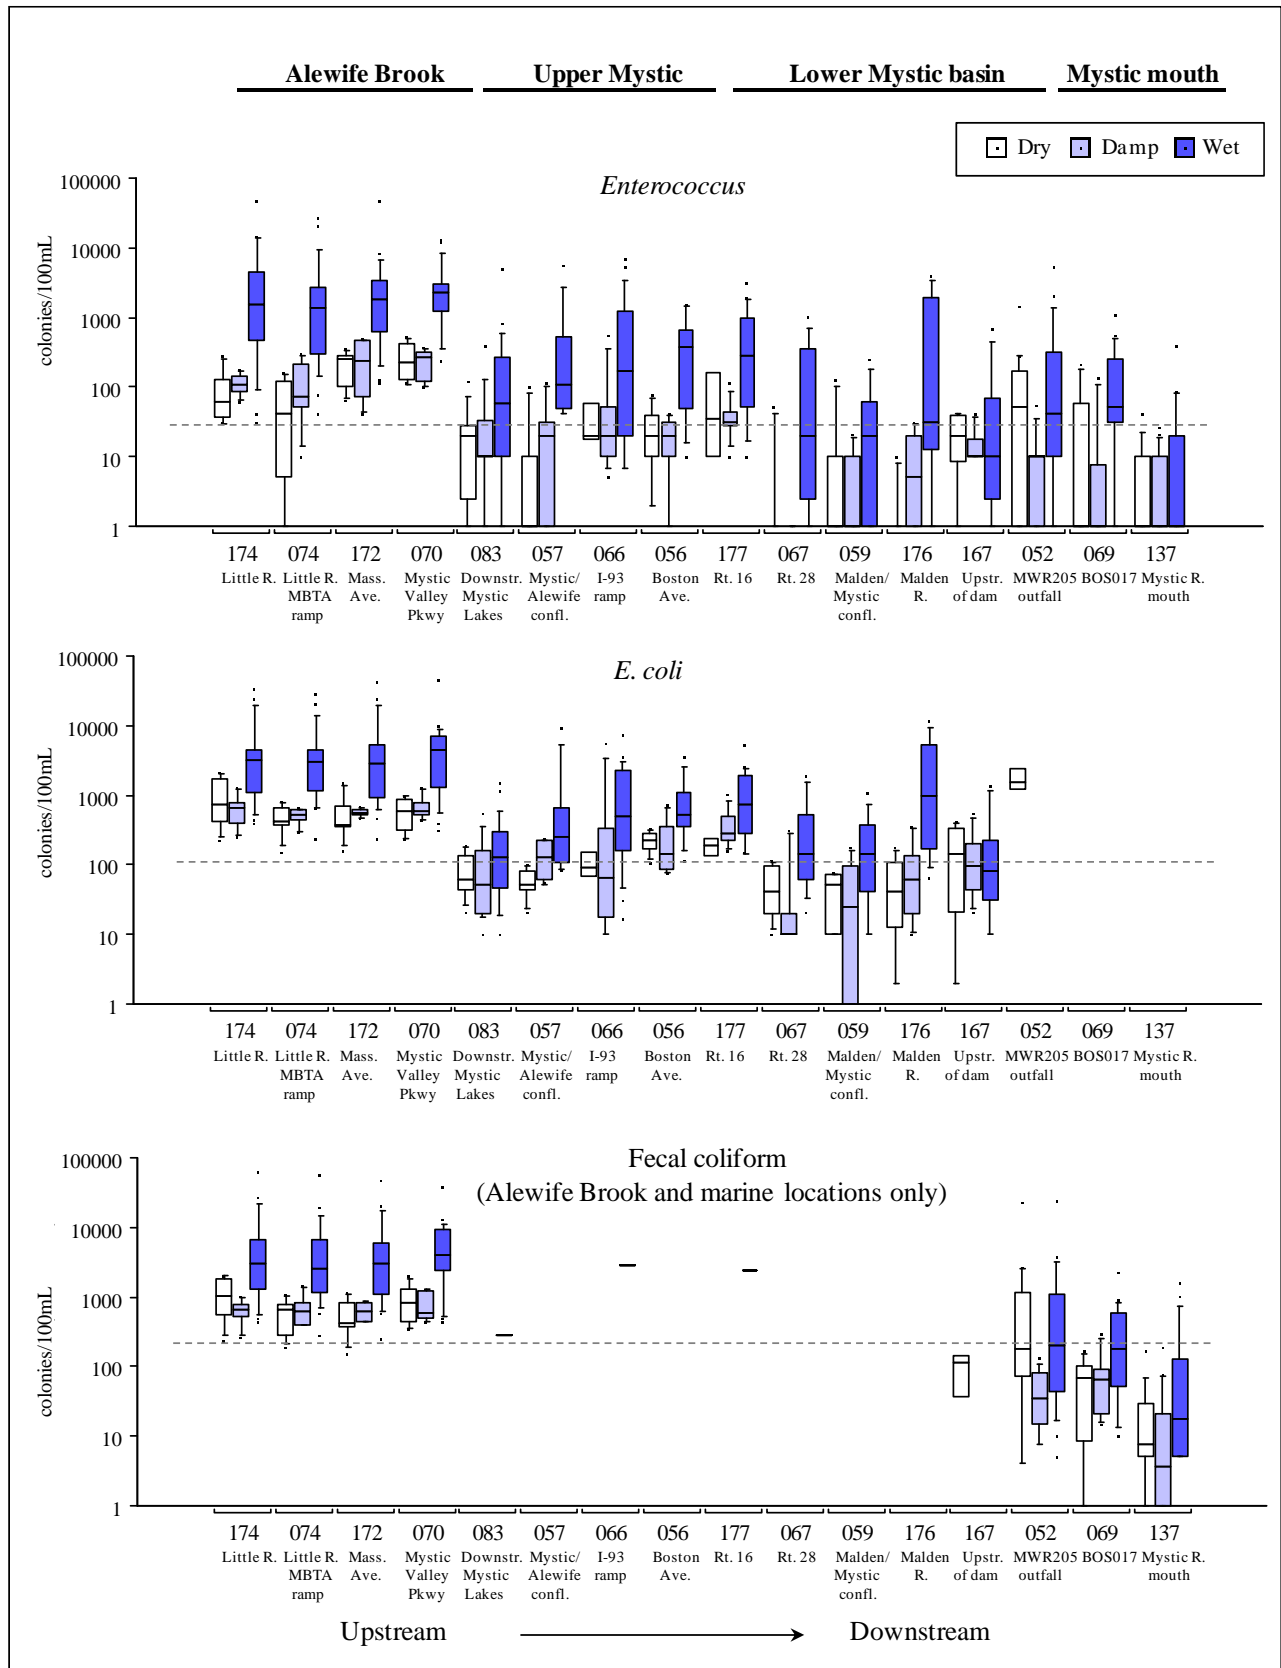 Alewife Brook Upper Mystic Lower Mystic basin Mystic mouth
Dry Damp Wet
Enterococcus
colonies/100mL
100000
10000
1000
100
10
1
174 074 172 070 083 057 066 056 177 067 059 176 167 052 069 137
Little R. Little R. Mass. Mystic Downstr. Mystic/ I-93 Boston Rt. 16 Rt. 28 Malden/ Malden Upstr. MWR205 BOS017 Mystic R.
MBTA Ave. Valley Mystic Alewife ramp Ave. Mystic R. of dam outfall mouth
ramp Pkwy Lakes confl. confl.
E. coli
colonies/100mL
100000
10000
1000
100
10
1
174 074 172 070 083 057 066 056 177 067 059 176 167 052 069 137
Little R. Little R. Mass. Mystic Downstr. Mystic/ I-93 Boston Rt. 16 Rt. 28 Malden/ Malden Upstr. MWR205 BOS017 Mystic R.
MBTA Ave. Valley Mystic Alewife ramp Ave. Mystic R. of dam outfall mouth
ramp Pkwy Lakes confl. confl.
Fecal coliform
(Alewife Brook and marine locations only)
colonies/100mL
100000
10000
1000
100
10
1
174 074 172 070 083 057 066 056 177 067 059 176 167 052 069 137
Little R. Little R. Mass. Mystic Downstr. Mystic/ I-93 Boston Rt. 16 Rt. 28 Malden/ Malden Upstr. MWR205 BOS017 Mystic R.
MBTA Ave. Valley Mystic Alewife ramp Ave. Mystic R. of dam outfall mouth
ramp Pkwy Lakes confl. confl.
Upstream Downstream